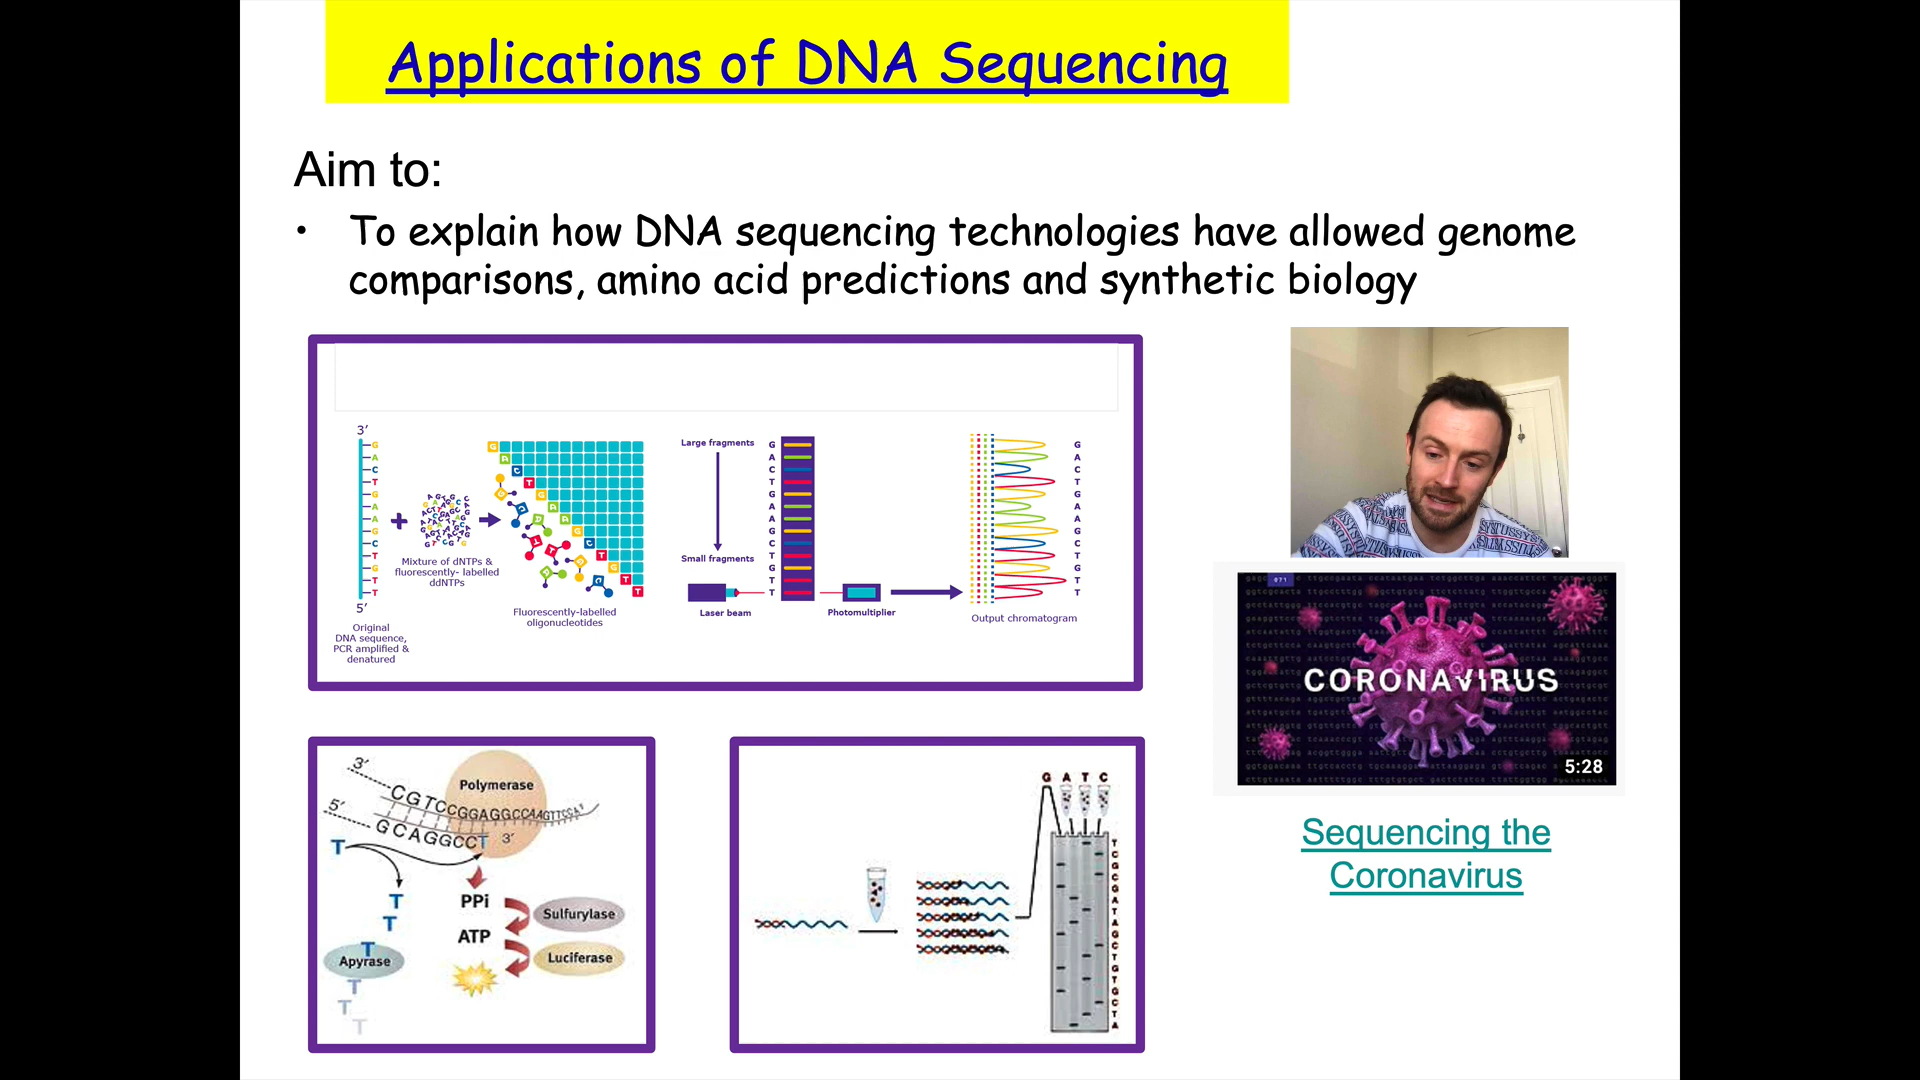 Applications of DNA Sequencing
Aim to:
• To explain how DNA sequencing technologies have allowed genome
comparisons, amino acid predictions and synthetic biology
3’
G
A
C
T
G
A
A
G
C
T
G
T
T
5’
Original
DNA sequence,
PCR amplified &
denatured
+
Mixture of dNTPs &
fluorescently- labelled
ddNTPs
G
A
C
T
G
A
A
G
C
T
G
T
T
Fluorescently-labelled
oligonucleotides
Large fragments
Small fragments
Laser beam
G
A
C
T
G
A
A
G
C
T
G
T
T
Photomultiplier
Output chromatogram
G
A
C
T
G
A
A
G
C
T
G
T
T
071
CORONAVIRUS
5:28
Sequencing the
Coronavirus
3’
5’
Polymerase
CGTCCGGAGGCCAAGTTCCA
GCAGGCCT 3’
T
T
T
T
Apyrase
T
T
T
PPi
Sulfurylase
ATP
Luciferase
G A T C
T
C
G
C
G
A
T
A
G
C
T
G
T
G
C
T
A